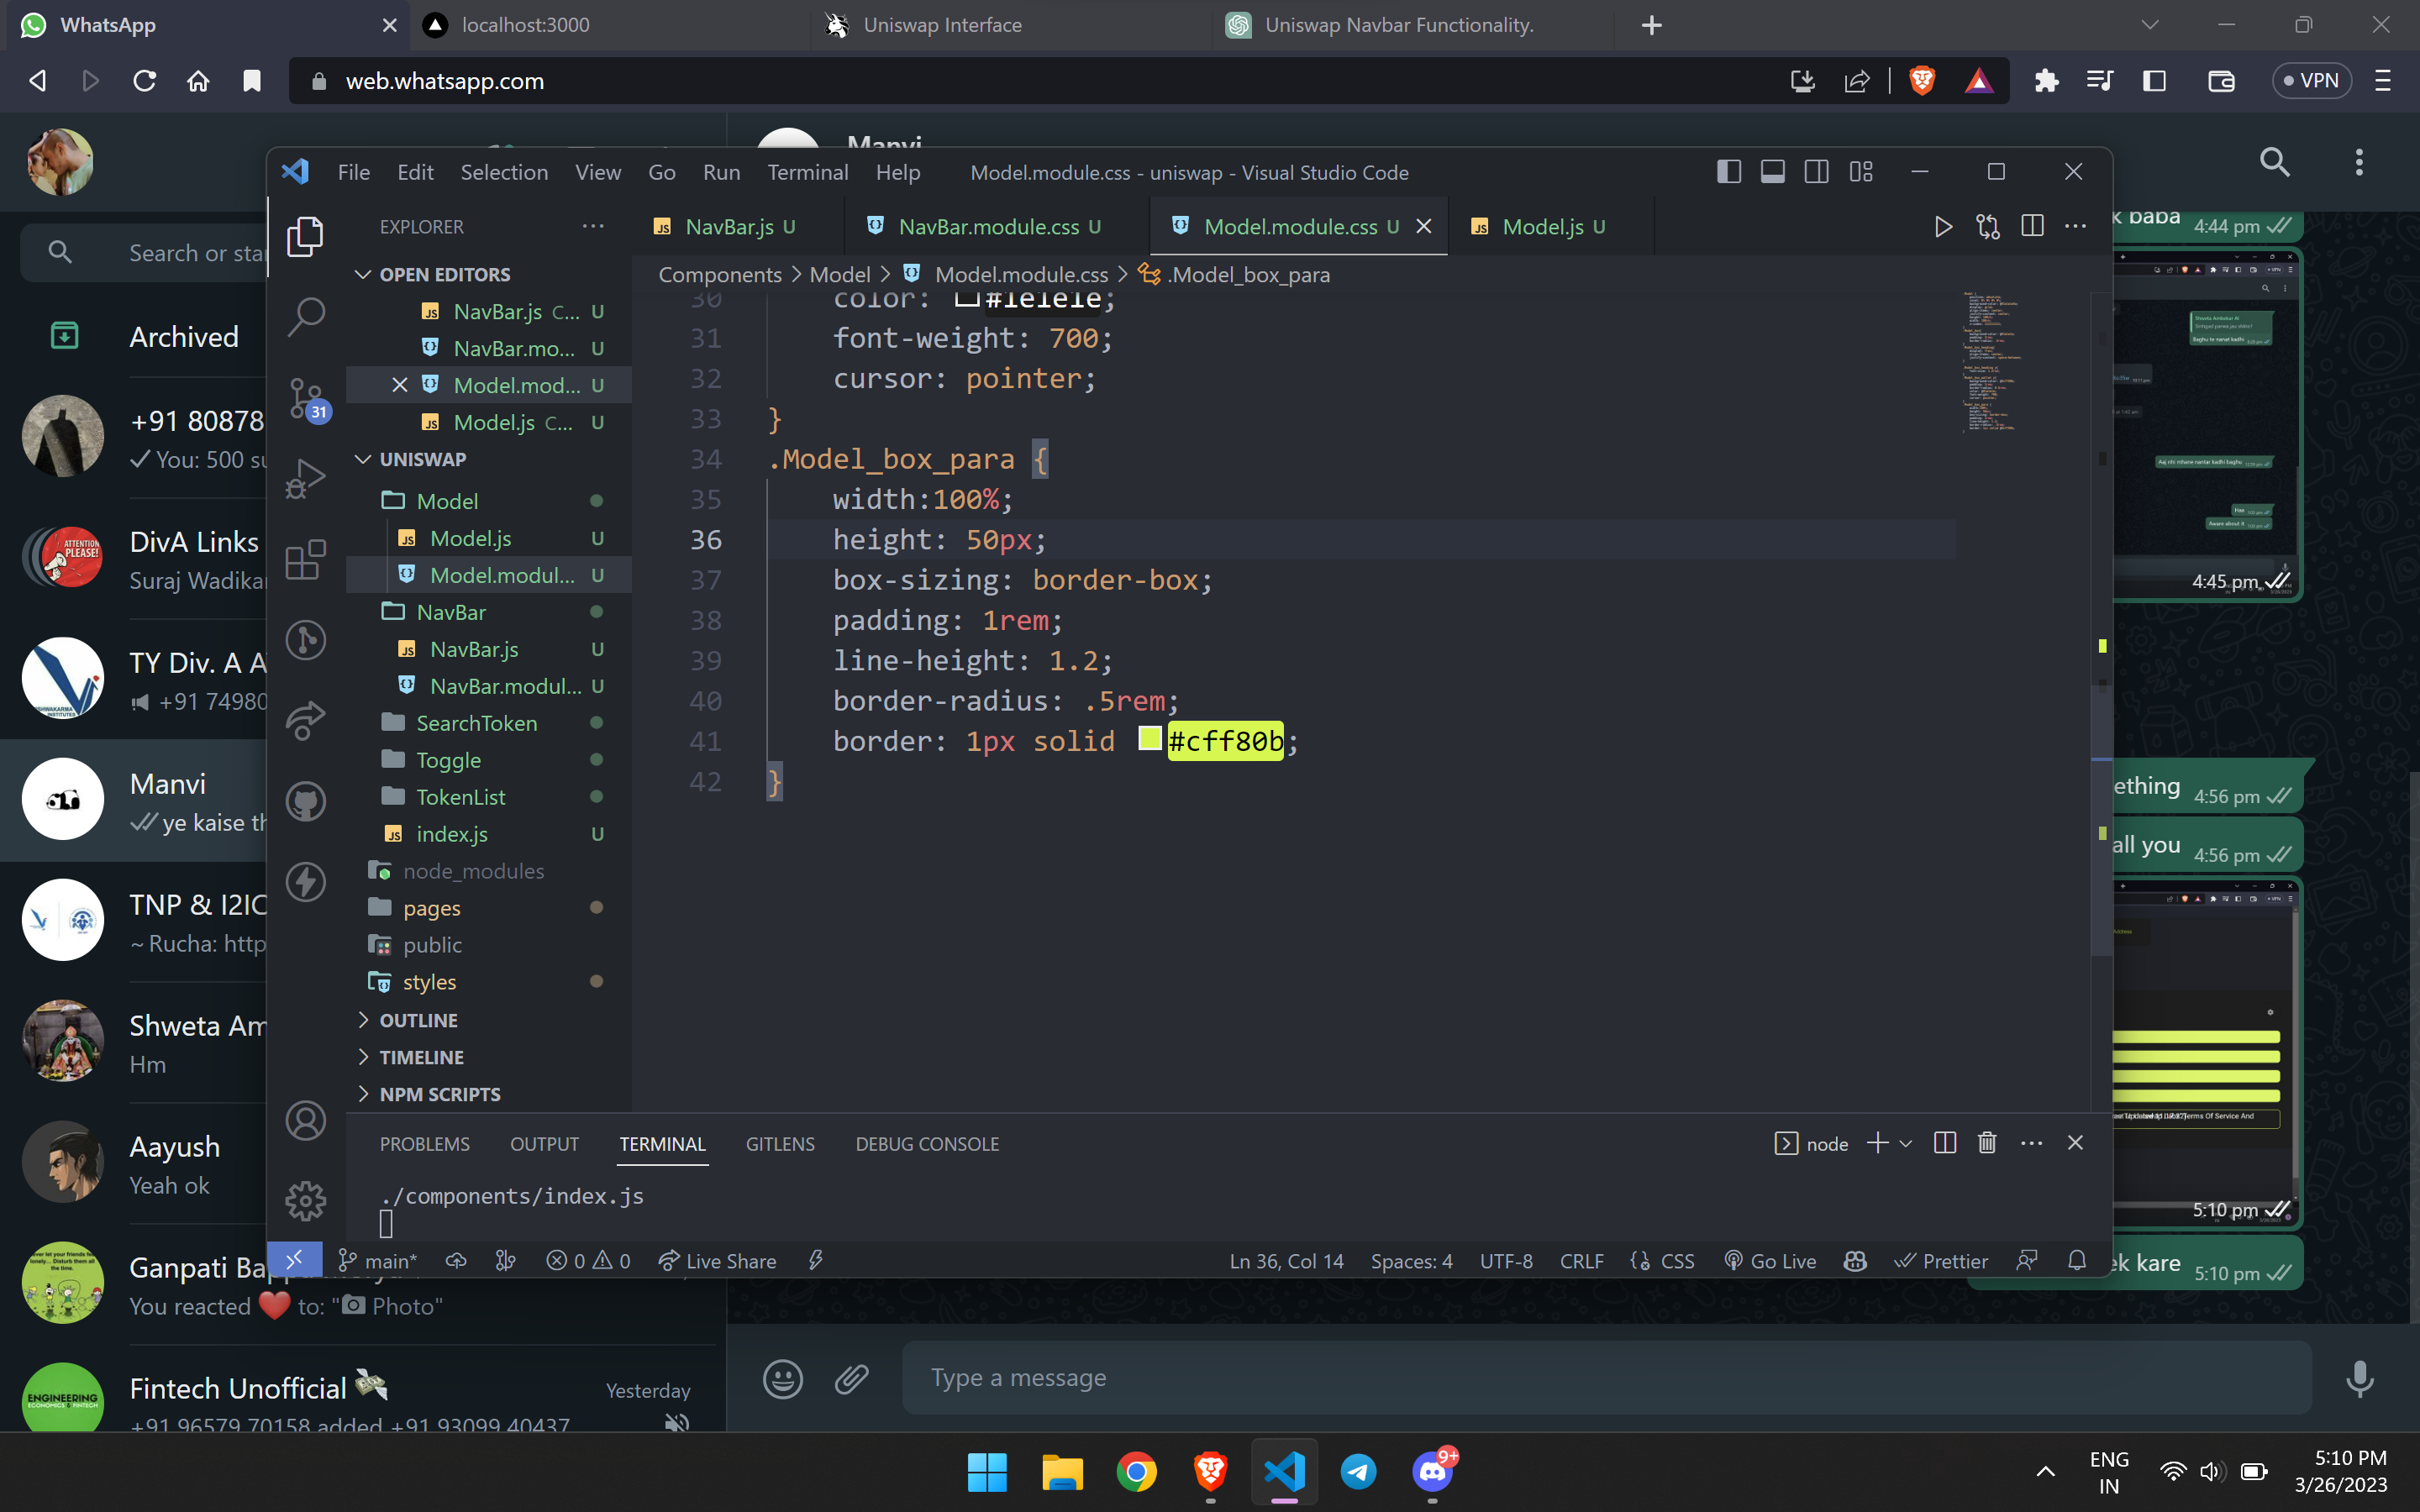 WhatsApp
localhost:3000
Uniswap Interface
Uniswap Navbar Functionality.
web.whatsapp.com
VPN
Manvi
File Edit Selection View Go Run Terminal Help
Model.module.css - uniswap - Visual Studio Code
Search or star
Archived
+91 80878
You: 500 su
DivA Links
Suraj Wadikar
ATTENTION
PLEASE!
TY Div. A A
+91 74980
Manvi
ye kaise th
TNP & I2IC
~ Rucha: http
Shweta Am
Hm
Aayush
Yeah ok
Ganpati Bappa
You reacted ❤️ to: "📷 Photo"
Fintech Unofficial 💸
Yesterday
+91 96579 70158 added +91 93099 40437
ENGINEERING
ECONOMICS & FINTECH
EXPLORER
OPEN EDITORS
NavBar.js C... U
NavBar.mo... U
Model.mod... U
Model.js C... U
UNISWAP
Model
Model.js U
Model.modul... U
NavBar
NavBar.js U
NavBar.modul... U
SearchToken
Toggle
TokenList
index.js U
node_modules
pages
public
styles
OUTLINE
TIMELINE
NPM SCRIPTS
31
NavBar.js U
NavBar.module.css U
Model.module.css U
Model.js U
Components > Model > Model.module.css > .Model_box_para
30 color: #1e1e1e;
31 font-weight: 700;
32 cursor: pointer;
33 }
34 .Model_box_para {
35 width:100%;
36 height: 50px;
37 box-sizing: border-box;
38 padding: 1rem;
39 line-height: 1.2;
40 border-radius: .5rem;
41 border: 1px solid #cff80b;
42 }
PROBLEMS OUTPUT TERMINAL GITLENS DEBUG CONSOLE
node
./components/index.js
main* 0 0 Live Share
Ln 36, Col 14 Spaces: 4 UTF-8 CRLF CSS Go Live Prettier
k baba 4:44 pm
4:45 pm
ething 4:56 pm
all you 4:56 pm
5:10 pm
ek kare 5:10 pm
Type a message
9+
ENG
IN
5:10 PM
3/26/2023